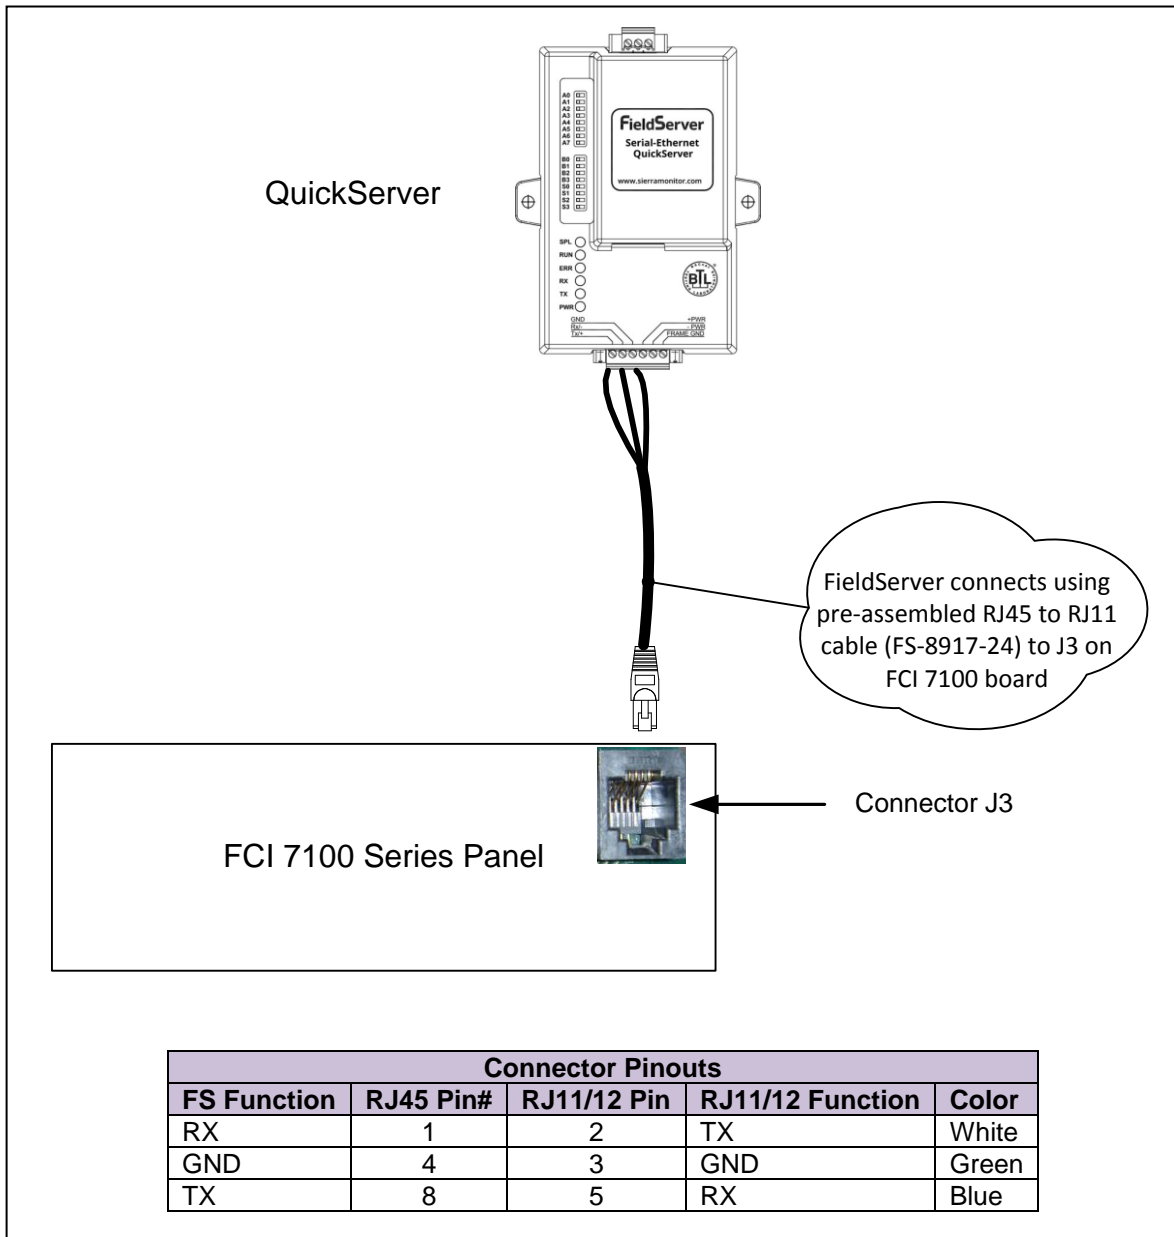 QuickServer
A0
A1
A2
A3
A4
A5
A6
A7
B0
B1
B2
B3
S0
S1
S2
S3
FieldServer
Serial-Ethernet
QuickServer
www.sierramonitor.com
SPL
RUN
ERR
RX
TX
PWR
BTL
GND
Rx/-
Tx/+
+PWR
- PWR
FRAME GND
FieldServer connects using
pre-assembled RJ45 to RJ11
cable (FS-8917-24) to J3 on
FCI 7100 board
Connector J3
FCI 7100 Series Panel
Connector Pinouts
FS Function RJ45 Pin# RJ11/12 Pin RJ11/12 Function Color
RX 1 2 TX White
GND 4 3 GND Green
TX 8 5 RX Blue